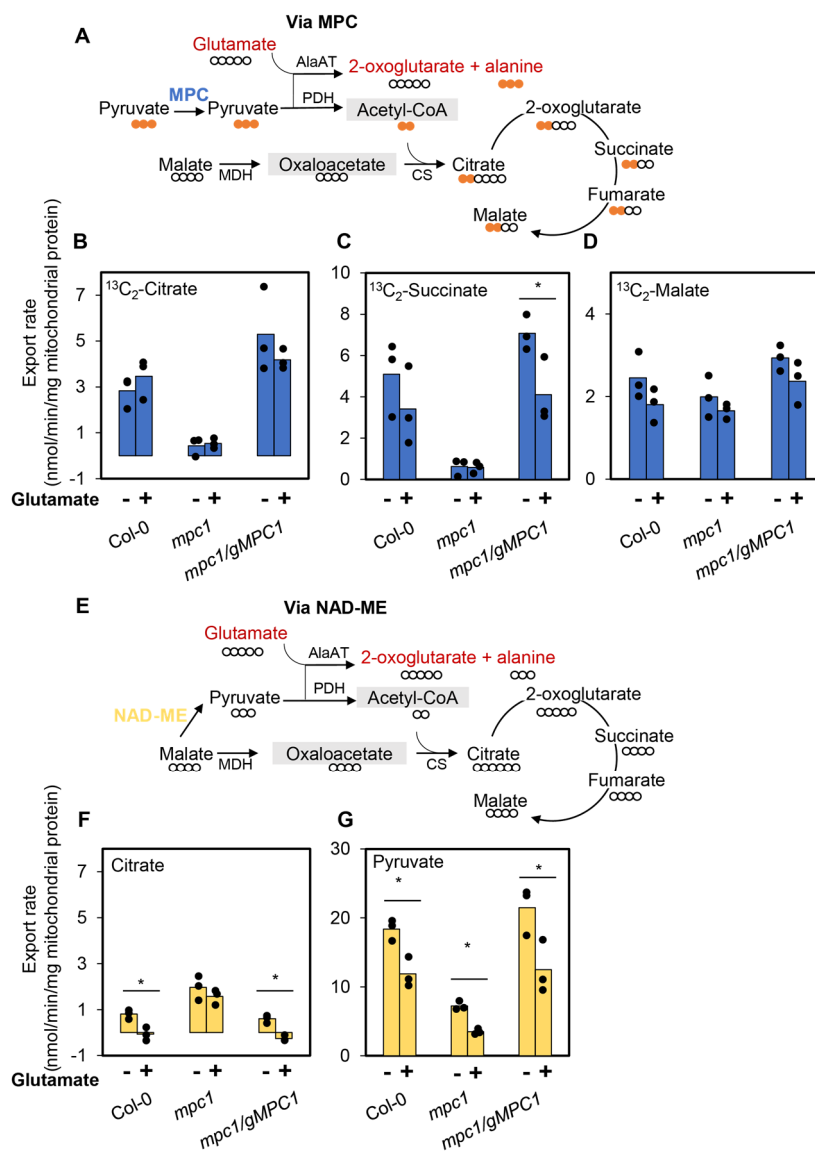 A
Via MPC
Glutamate
AlaAT
2-oxoglutarate + alanine
MPC
Pyruvate
Pyruvate
PDH
Acetyl-CoA
2-oxoglutarate
Malate
MDH
Oxaloacetate
CS
Citrate
Succinate
Fumarate
Malate
B
C
D
Export rate
(nmol/min/mg mitochondrial protein)
7
5
3
1
-1
¹³C₂-Citrate
10
8
6
4
2
0
¹³C₂-Succinate
*
4
2
0
¹³C₂-Malate
Glutamate
- + - + - +
- + - + - +
- + - + - +
Col-0
mpc1
mpc1/gMPC1
Col-0
mpc1
mpc1/gMPC1
Col-0
mpc1
mpc1/gMPC1
E
Via NAD-ME
Glutamate
AlaAT
2-oxoglutarate + alanine
NAD-ME
Pyruvate
PDH
Acetyl-CoA
2-oxoglutarate
Malate
MDH
Oxaloacetate
CS
Citrate
Succinate
Fumarate
Malate
F
G
Export rate
(nmol/min/mg mitochondrial protein)
7
5
3
1
-1
Citrate
*
*
30
20
10
0
Pyruvate
*
*
*
Glutamate
- + - + - +
- + - + - +
Col-0
mpc1
mpc1/gMPC1
Col-0
mpc1
mpc1/gMPC1